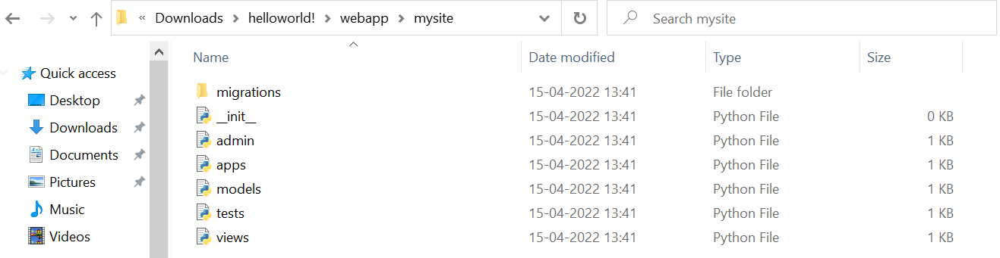 « Downloads > helloworld! > webapp > mysite Search mysite
Name Date modified Type Size
Quick access
Desktop
Downloads
Documents
Pictures
Music
Videos
migrations 15-04-2022 13:41 File folder
__init__ 15-04-2022 13:41 Python File 0 KB
admin 15-04-2022 13:41 Python File 1 KB
apps 15-04-2022 13:41 Python File 1 KB
models 15-04-2022 13:41 Python File 1 KB
tests 15-04-2022 13:41 Python File 1 KB
views 15-04-2022 13:41 Python File 1 KB